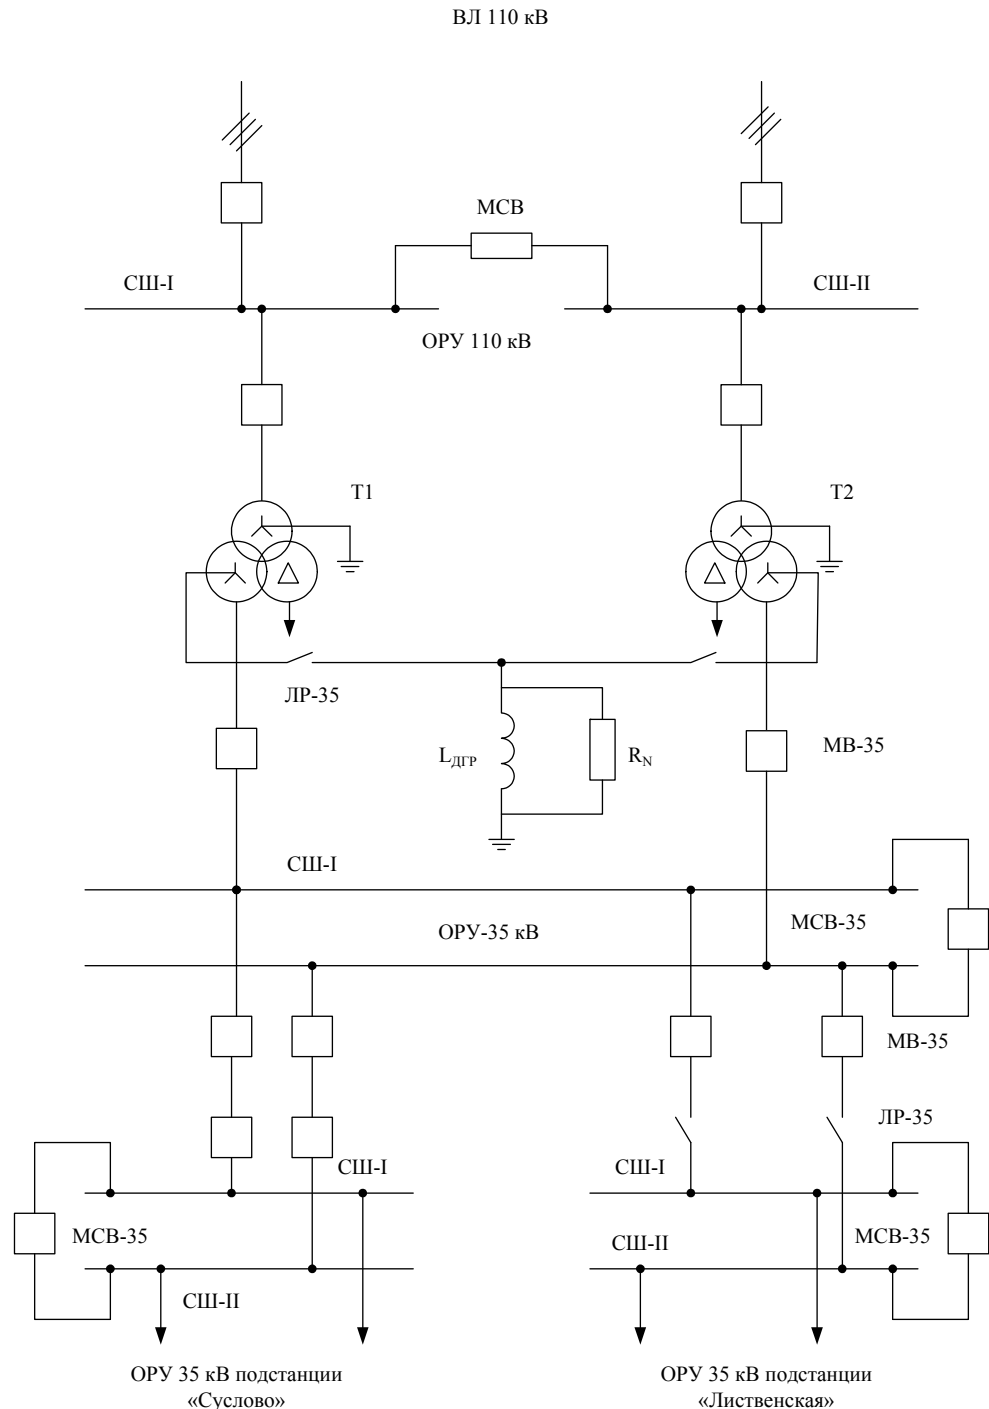 ВЛ 110 кВ
МСВ
СШ-I
СШ-II
ОРУ 110 кВ
Т1
Т2
ЛР-35
LДГР
RN
МВ-35
СШ-I
МСВ-35
ОРУ-35 кВ
МВ-35
ЛР-35
СШ-I
СШ-I
МСВ-35
МСВ-35
СШ-II
СШ-II
ОРУ 35 кВ подстанции
«Суслово»
ОРУ 35 кВ подстанции
«Лиственская»